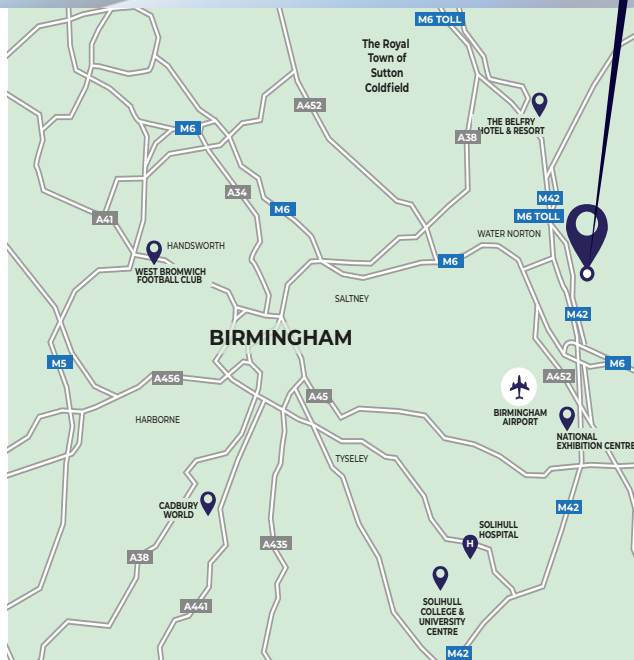 M6 TOLL
The Royal
Town of
Sutton
Coldfield
A452
THE BELFRY
HOTEL & RESORT
M6
A38
A34
M42
M6
M6 TOLL
A41
WATER NORTON
HANDSWORTH
M6
WEST BROMWICH
FOOTBALL CLUB
SALTNEY
M42
BIRMINGHAM
M5
M6
A456
A452
A45
BIRMINGHAM
AIRPORT
HARBORNE
NATIONAL
EXHIBITION CENTRE
TYSELEY
CADBURY
WORLD
M42
SOLIHULL
HOSPITAL
H
A435
A38
SOLIHULL
COLLEGE &
UNIVERSITY
CENTRE
A441
M42